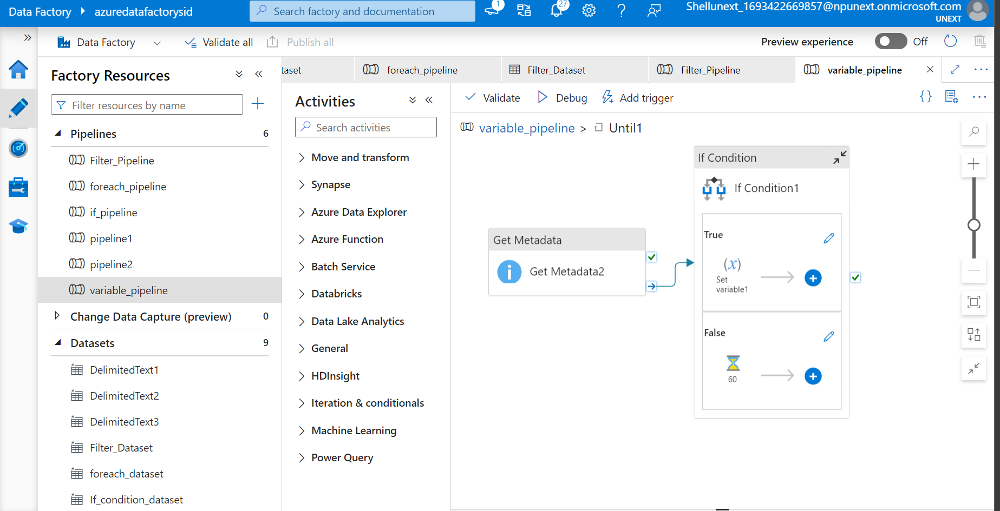 Data Factory
azuredatafactorysid
Search factory and documentation
1
27
Shellunext_1693422669857@npunext.onmicrosoft.com
UNEXT
Data Factory
Validate all
Publish all
Preview experience
Off
Factory Resources
Filter resources by name
Pipelines 6
Filter_Pipeline
foreach_pipeline
if_pipeline
pipeline1
pipeline2
variable_pipeline
Change Data Capture (preview) 0
Datasets 9
DelimitedText1
DelimitedText2
DelimitedText3
Filter_Dataset
foreach_dataset
If_condition_dataset
taset
foreach_pipeline
Filter_Dataset
Filter_Pipeline
variable_pipeline
Activities
Search activities
Move and transform
Synapse
Azure Data Explorer
Azure Function
Batch Service
Databricks
Data Lake Analytics
General
HDInsight
Iteration & conditionals
Machine Learning
Power Query
Validate
Debug
Add trigger
{}
variable_pipeline > Until1
Get Metadata
Get Metadata2
If Condition
If Condition1
True
(x)
Set
variable1
False
60